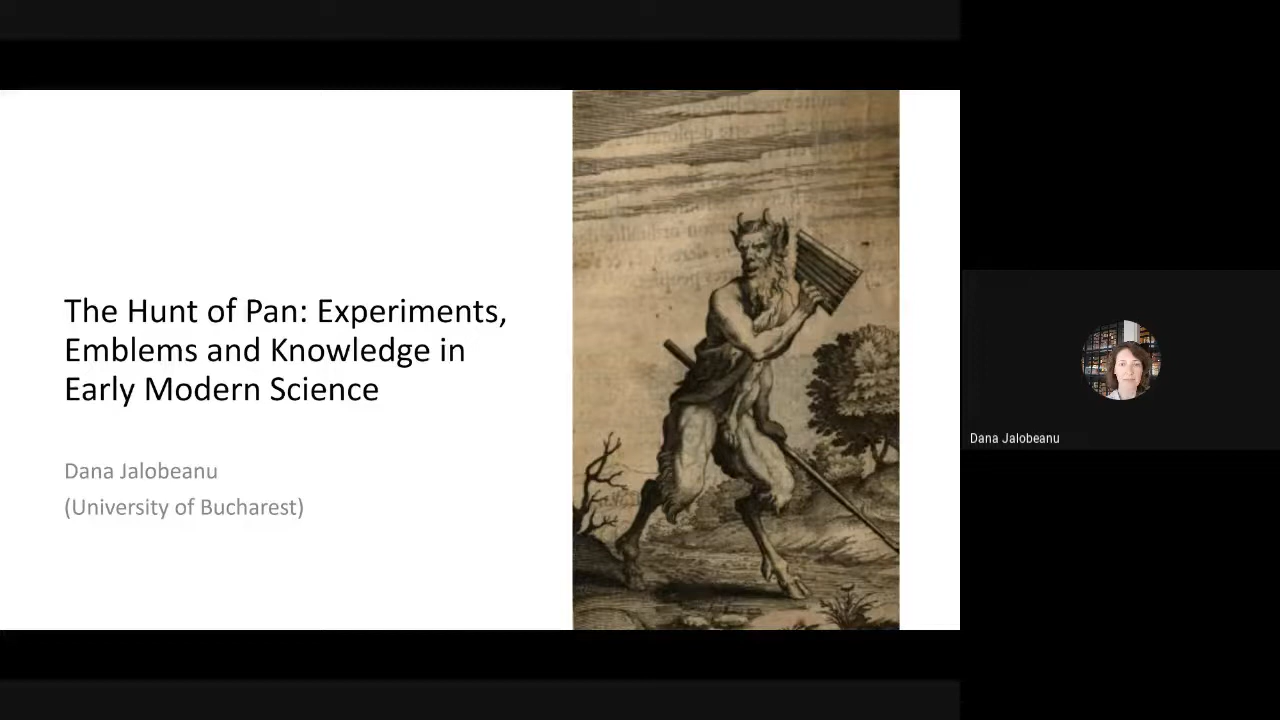 The Hunt of Pan: Experiments,
Emblems and Knowledge in
Early Modern Science
Dana Jalobeanu
(University of Bucharest)
Dana Jalobeanu